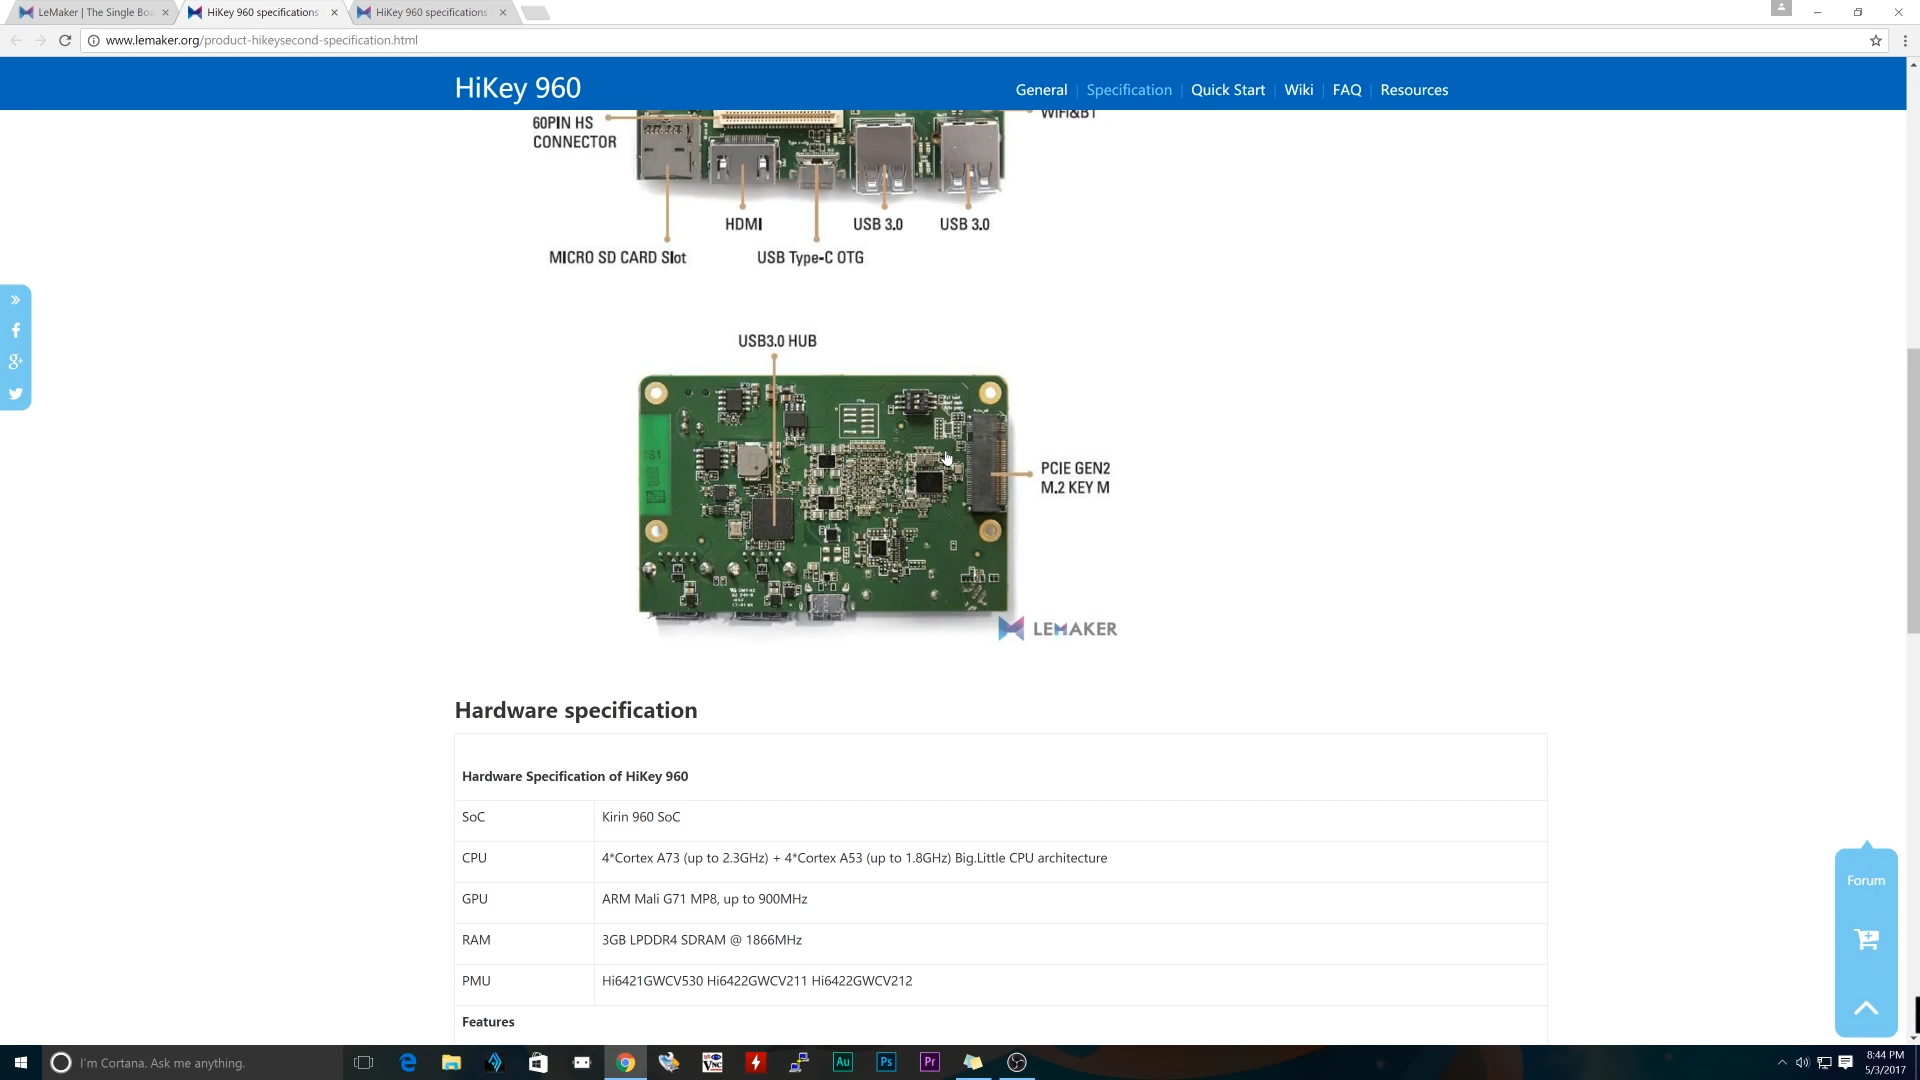 LeMaker | The Single Bo
HiKey 960 specifications
HiKey 960 specifications
www.lemaker.org/product-hikeysecond-specification.html
HiKey 960
General
Specification
Quick Start
Wiki
FAQ
Resources
WIFI&BT
60PIN HS
CONNECTOR
HDMI
USB 3.0
USB 3.0
MICRO SD CARD Slot
USB Type-C OTG
USB3.0 HUB
PCIE GEN2
M.2 KEY M
LEMAKER
Hardware specification
Hardware Specification of HiKey 960
SoC
Kirin 960 SoC
CPU
4*Cortex A73 (up to 2.3GHz) + 4*Cortex A53 (up to 1.8GHz) Big.Little CPU architecture
GPU
ARM Mali G71 MP8, up to 900MHz
RAM
3GB LPDDR4 SDRAM @ 1866MHz
PMU
Hi6421GWCV530 Hi6422GWCV211 Hi6422GWCV212
Features
Forum
I'm Cortana. Ask me anything.
Au
Ps
Pr
8:44 PM
5/3/2017